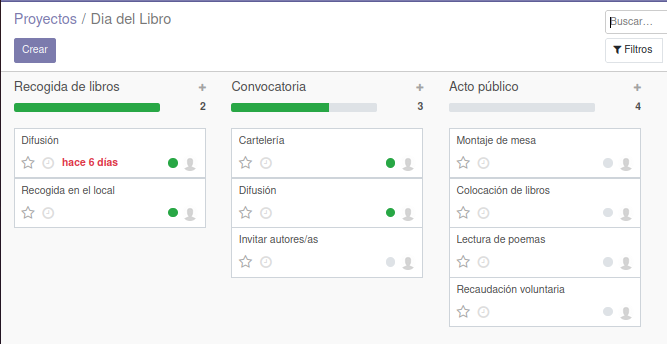 Proyectos / Dia del Libro
Buscar...
Crear
Filtros
Recogida de libros +
2
Difusión
hace 6 días
Recogida en el local
Convocatoria +
3
Cartelería
Difusión
Invitar autores/as
Acto público +
4
Montaje de mesa
Colocación de libros
Lectura de poemas
Recaudación voluntaria